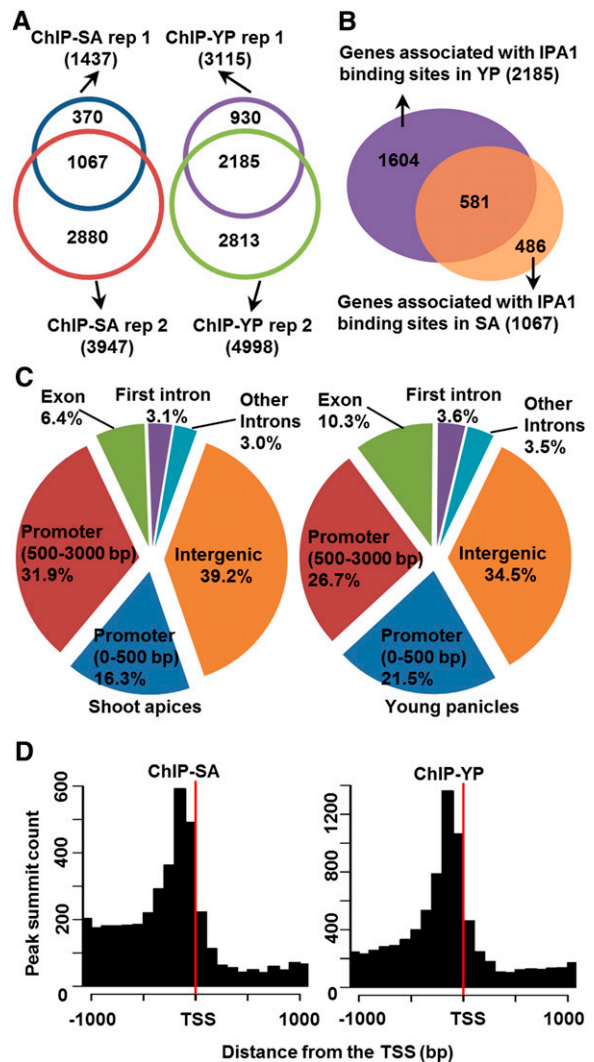 A
ChIP-SA rep 1
(1437)
ChIP-YP rep 1
(3115)
370
1067
2880
930
2185
2813
ChIP-SA rep 2
(3947)
ChIP-YP rep 2
(4998)
B
Genes associated with IPA1
binding sites in YP (2185)
1604
581
486
Genes associated with IPA1
binding sites in SA (1067)
C
Exon
6.4%
First intron
3.1%
Other
Introns
3.0%
Promoter
(500-3000 bp)
31.9%
Intergenic
39.2%
Promoter
(0-500 bp)
16.3%
Shoot apices
Exon
10.3%
First intron
3.6%
Other
Introns
3.5%
Promoter
(500-3000 bp)
26.7%
Intergenic
34.5%
Promoter
(0-500 bp)
21.5%
Young panicles
D
ChIP-SA
Peak summit count
600
400
200
0
-1000
TSS
1000
ChIP-YP
1200
800
400
0
-1000
TSS
1000
Distance from the TSS (bp)